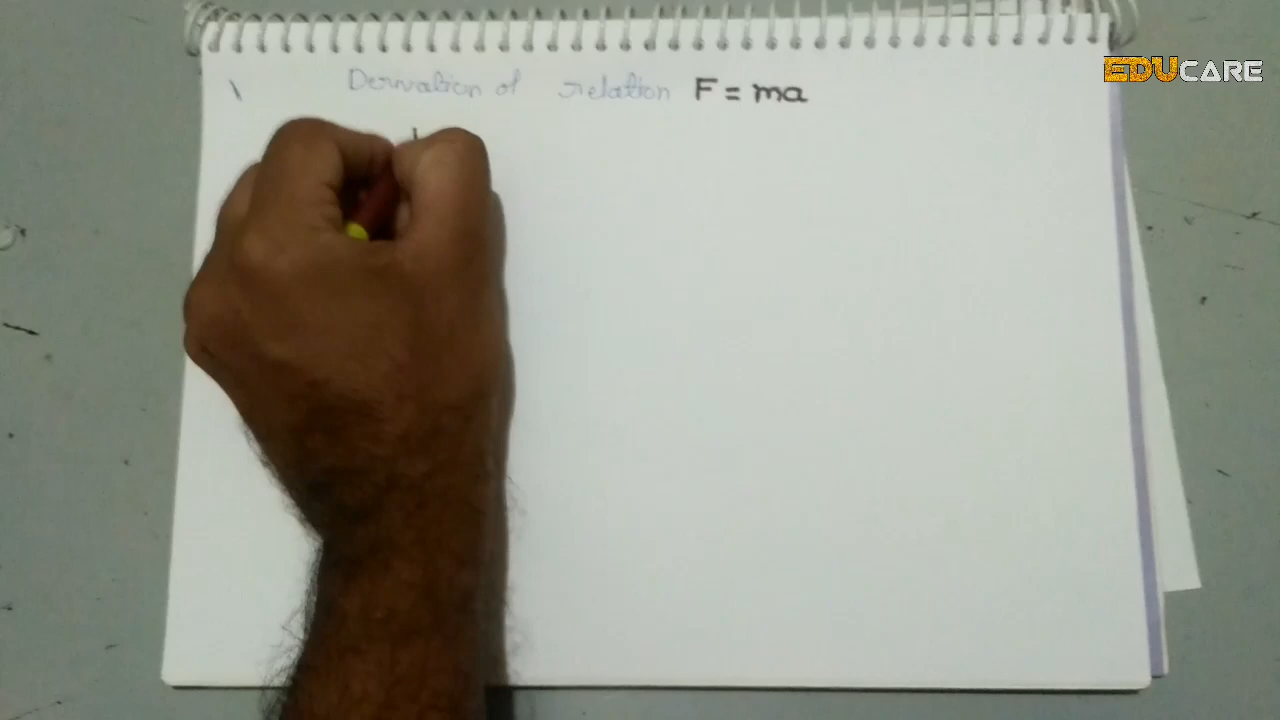 Derivation of relation F = ma
EDUCARE